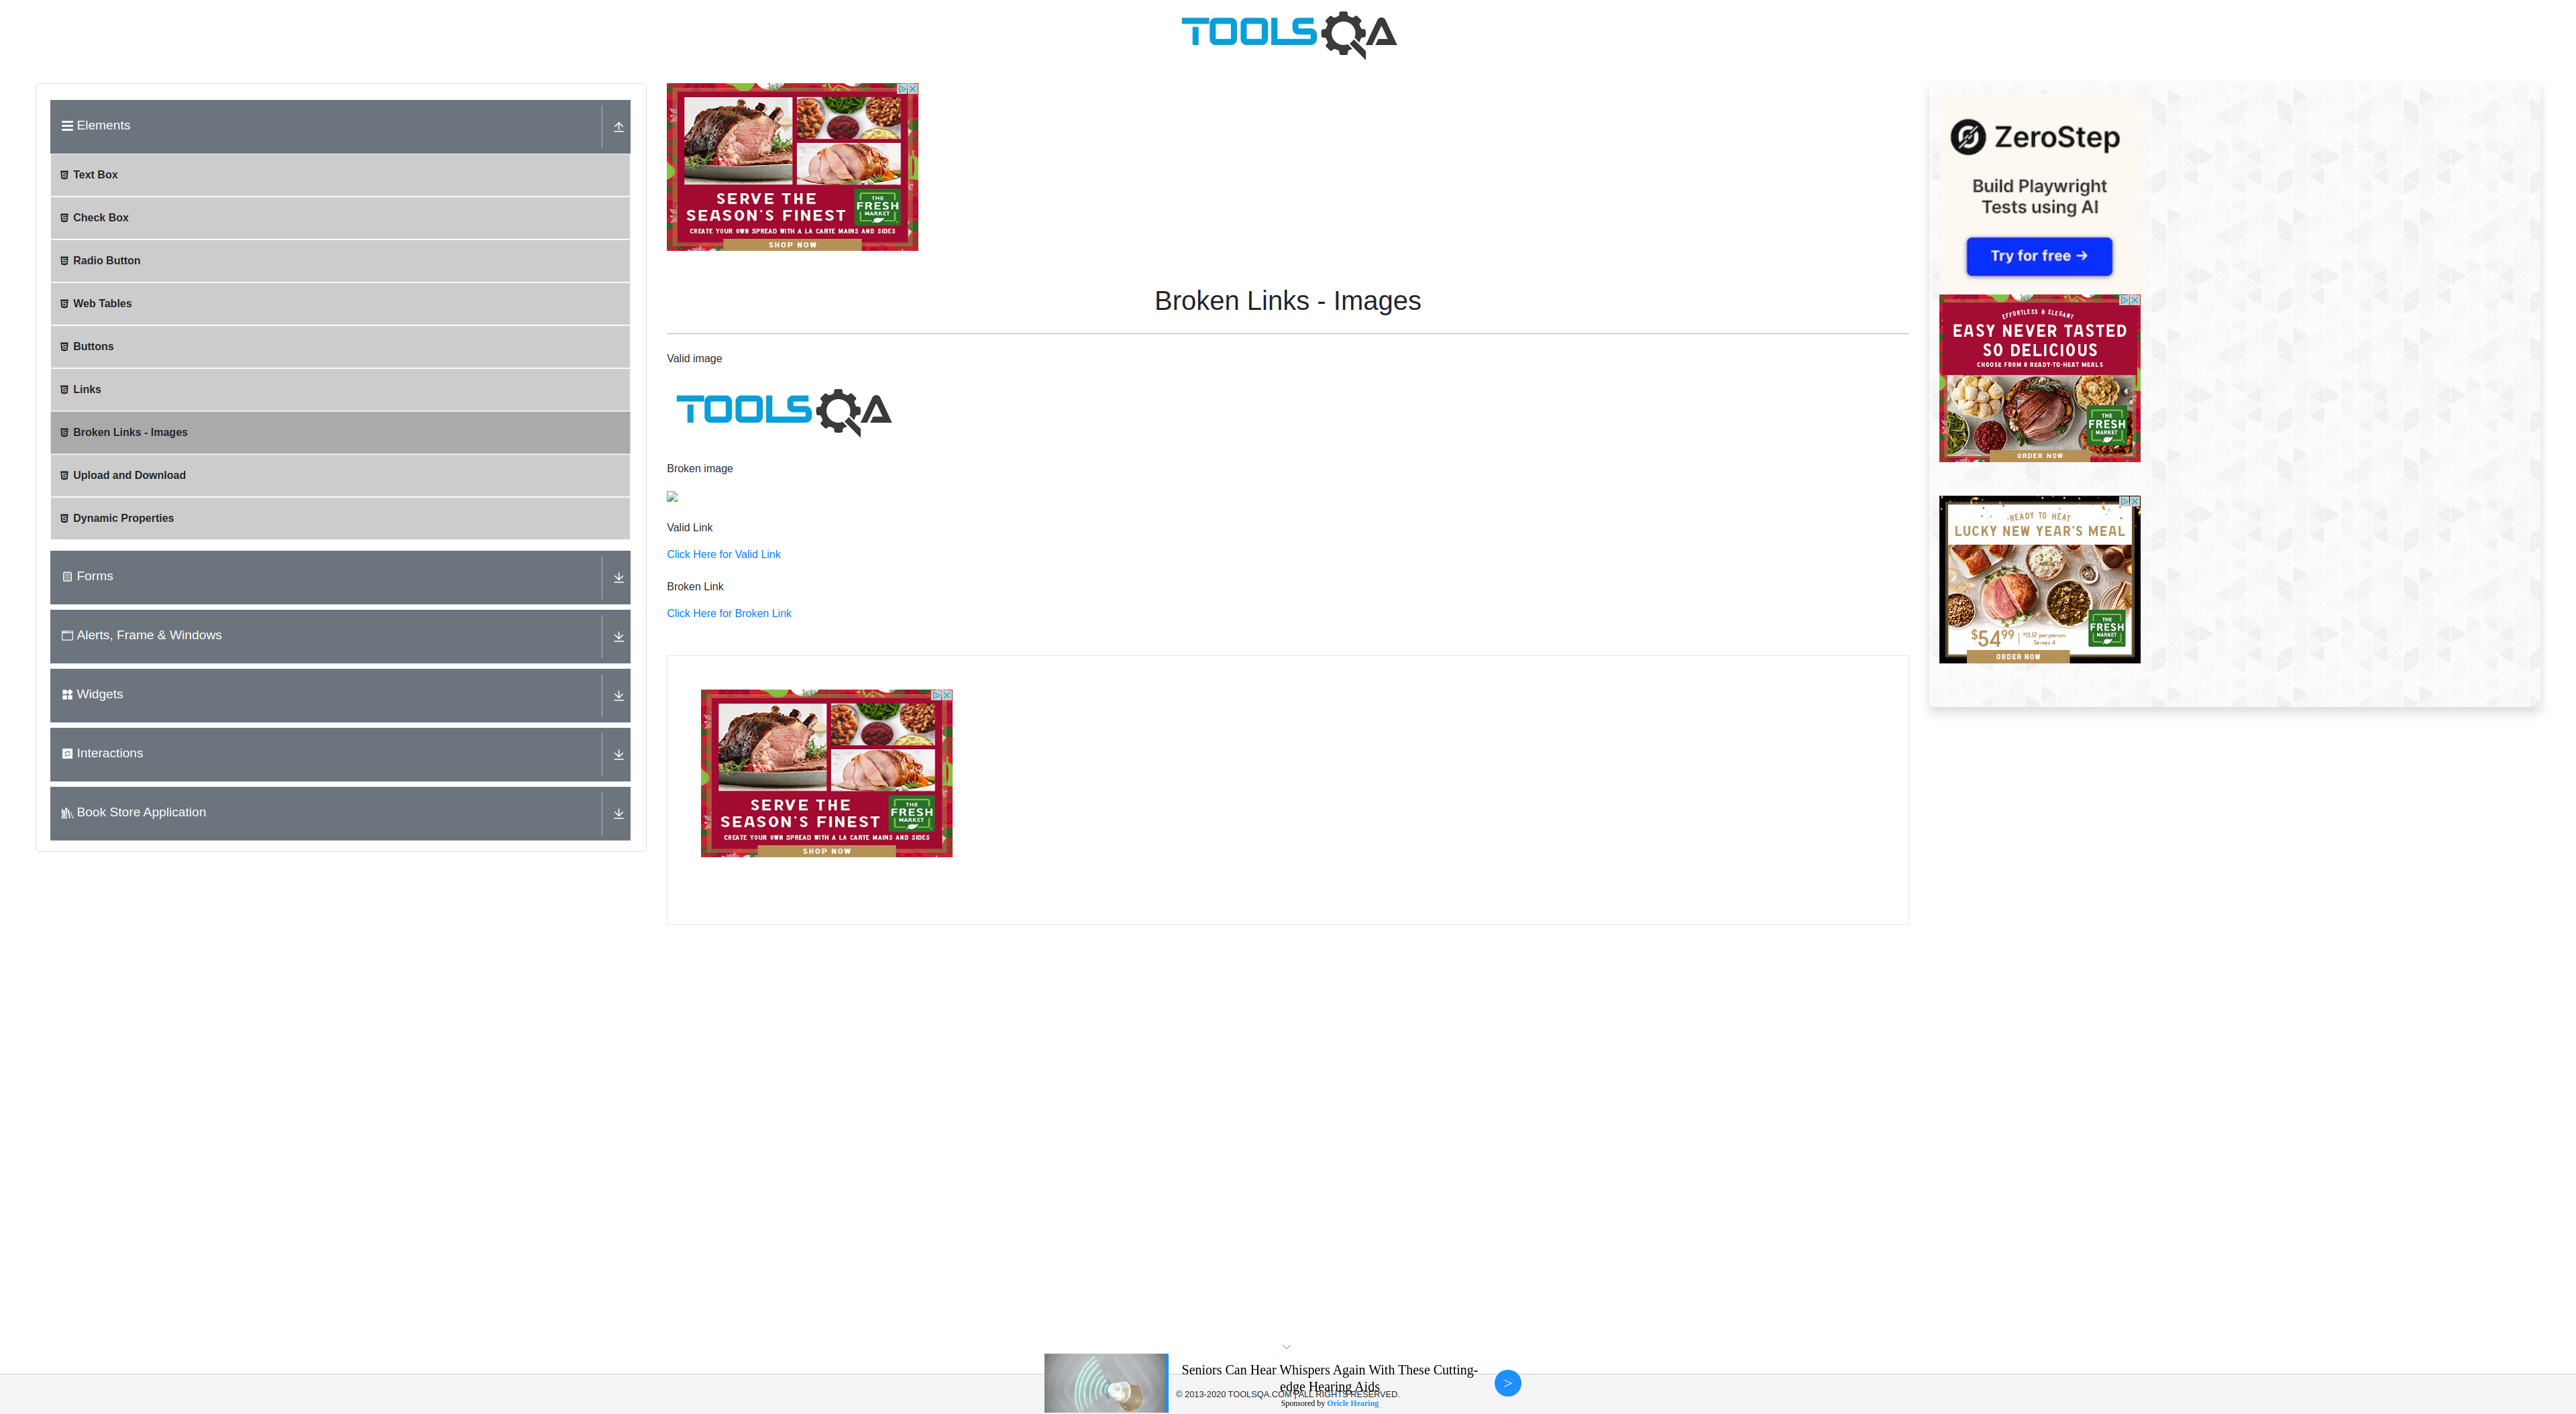 TOOLSQA
Elements
Text Box
Check Box
Radio Button
Web Tables
Buttons
Links
Broken Links - Images
Upload and Download
Dynamic Properties
Forms
Alerts, Frame & Windows
Widgets
Interactions
Book Store Application
SERVE THE
SEASON'S FINEST
THE
FRESH
MARKET
CREATE YOUR OWN SPREAD WITH A LA CARTE MAINS AND SIDES
SHOP NOW
Broken Links - Images
Valid image
TOOLSQA
Broken image
Valid Link
Click Here for Valid Link
Broken Link
Click Here for Broken Link
SERVE THE
SEASON'S FINEST
THE
FRESH
MARKET
CREATE YOUR OWN SPREAD WITH A LA CARTE MAINS AND SIDES
SHOP NOW
ZeroStep
Build Playwright
Tests using AI
Try for free →
EFFORTLESS & ELEGANT
EASY NEVER TASTED
SO DELICIOUS
CHOOSE FROM 8 READY-TO-HEAT MEALS
THE
FRESH
MARKET
ORDER NOW
READY TO HEAT
LUCKY NEW YEAR'S MEAL
$54.99
$13.57 per person
Serves 4
THE
FRESH
MARKET
ORDER NOW
Seniors Can Hear Whispers Again With These Cutting-
edge Hearing Aids
>
© 2013-2020 TOOLSQA.COM | ALL RIGHTS RESERVED.
Sponsored by Oricle Hearing